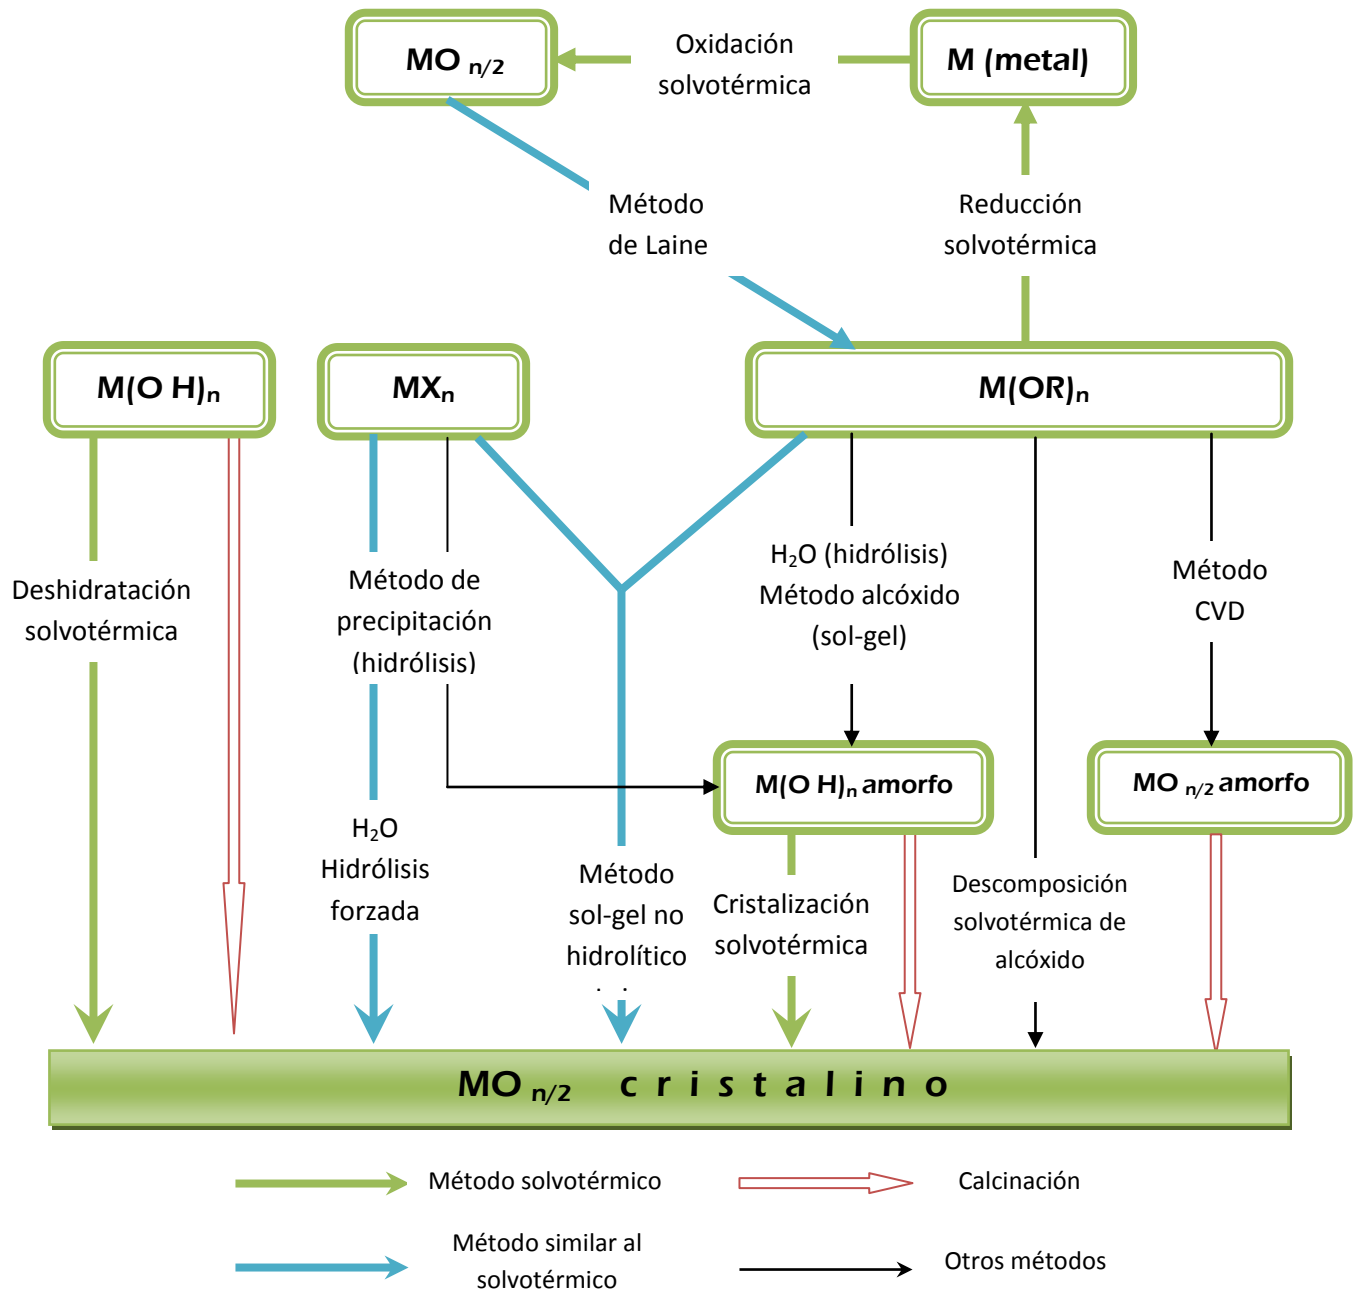 MO n/2
Oxidación
solvotérmica
M (metal)
Método
de Laine
Reducción
solvotérmica
M(O H)n
MXn
M(OR)n
Deshidratación
solvotérmica
Método de
precipitación
(hidrólisis)
H2O (hidrólisis)
Método alcóxido
(sol-gel)
Método
CVD
M(O H)n amorfo
MO n/2 amorfo
H2O
Hidrólisis
forzada
Método
sol-gel no
hidrolítico
Cristalización
solvotérmica
Descomposición
solvotérmica de
alcóxido
MO n/2 cristalino
Método solvotérmico
Calcinación
Método similar al
solvotérmico
Otros métodos